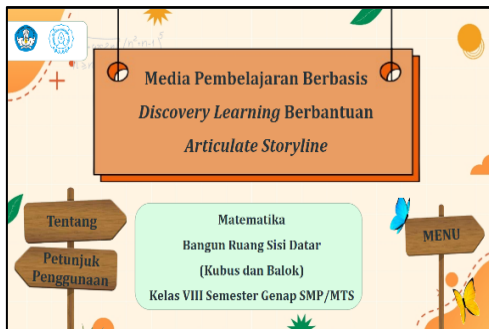 Media Pembelajaran Berbasis
Discovery Learning Berbantuan
Articulate Storyline
Tentang
Petunjuk
Penggunaan
Matematika
Bangun Ruang Sisi Datar
(Kubus dan Balok)
Kelas VIII Semester Genap SMP/MTS
MENU